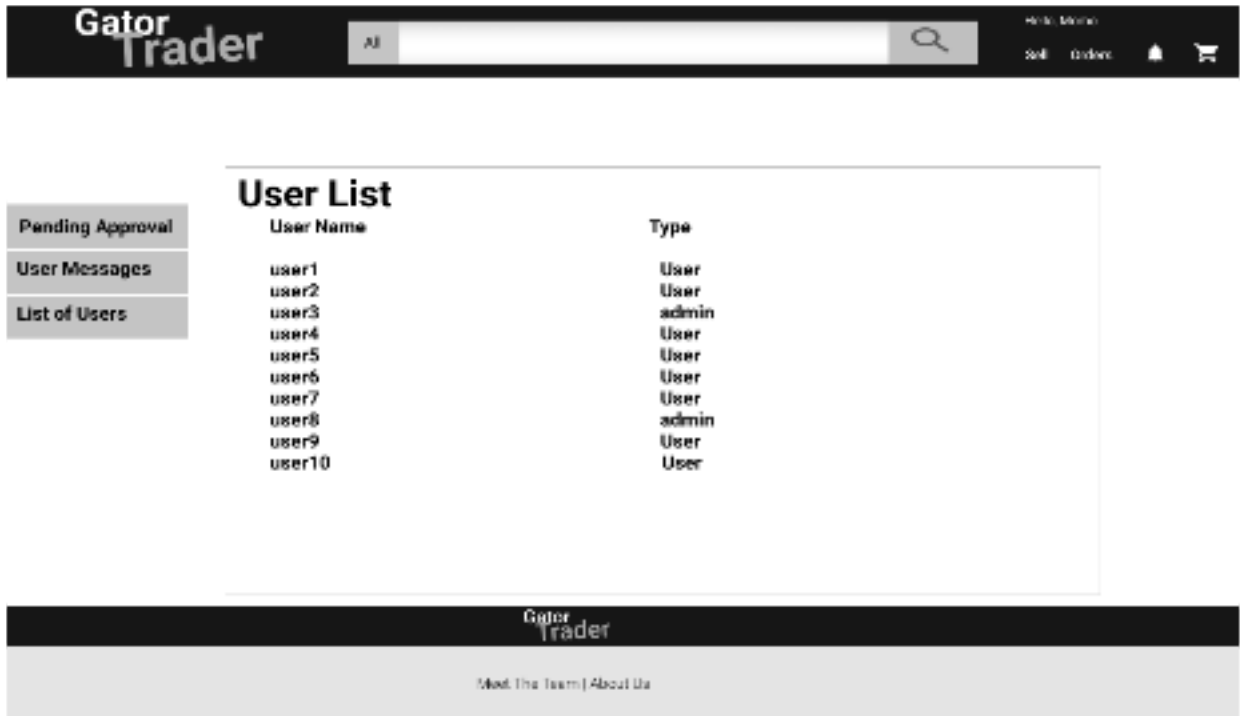 Gator
Trader
All
Hello, Memo
Sell Orders
Pending Approval
User Messages
List of Users
User List
User Name Type
user1 User
user2 User
user3 admin
user4 User
user5 User
user6 User
user7 User
user8 admin
user9 User
user10 User
Gator
Trader
Meet The Team | About Us